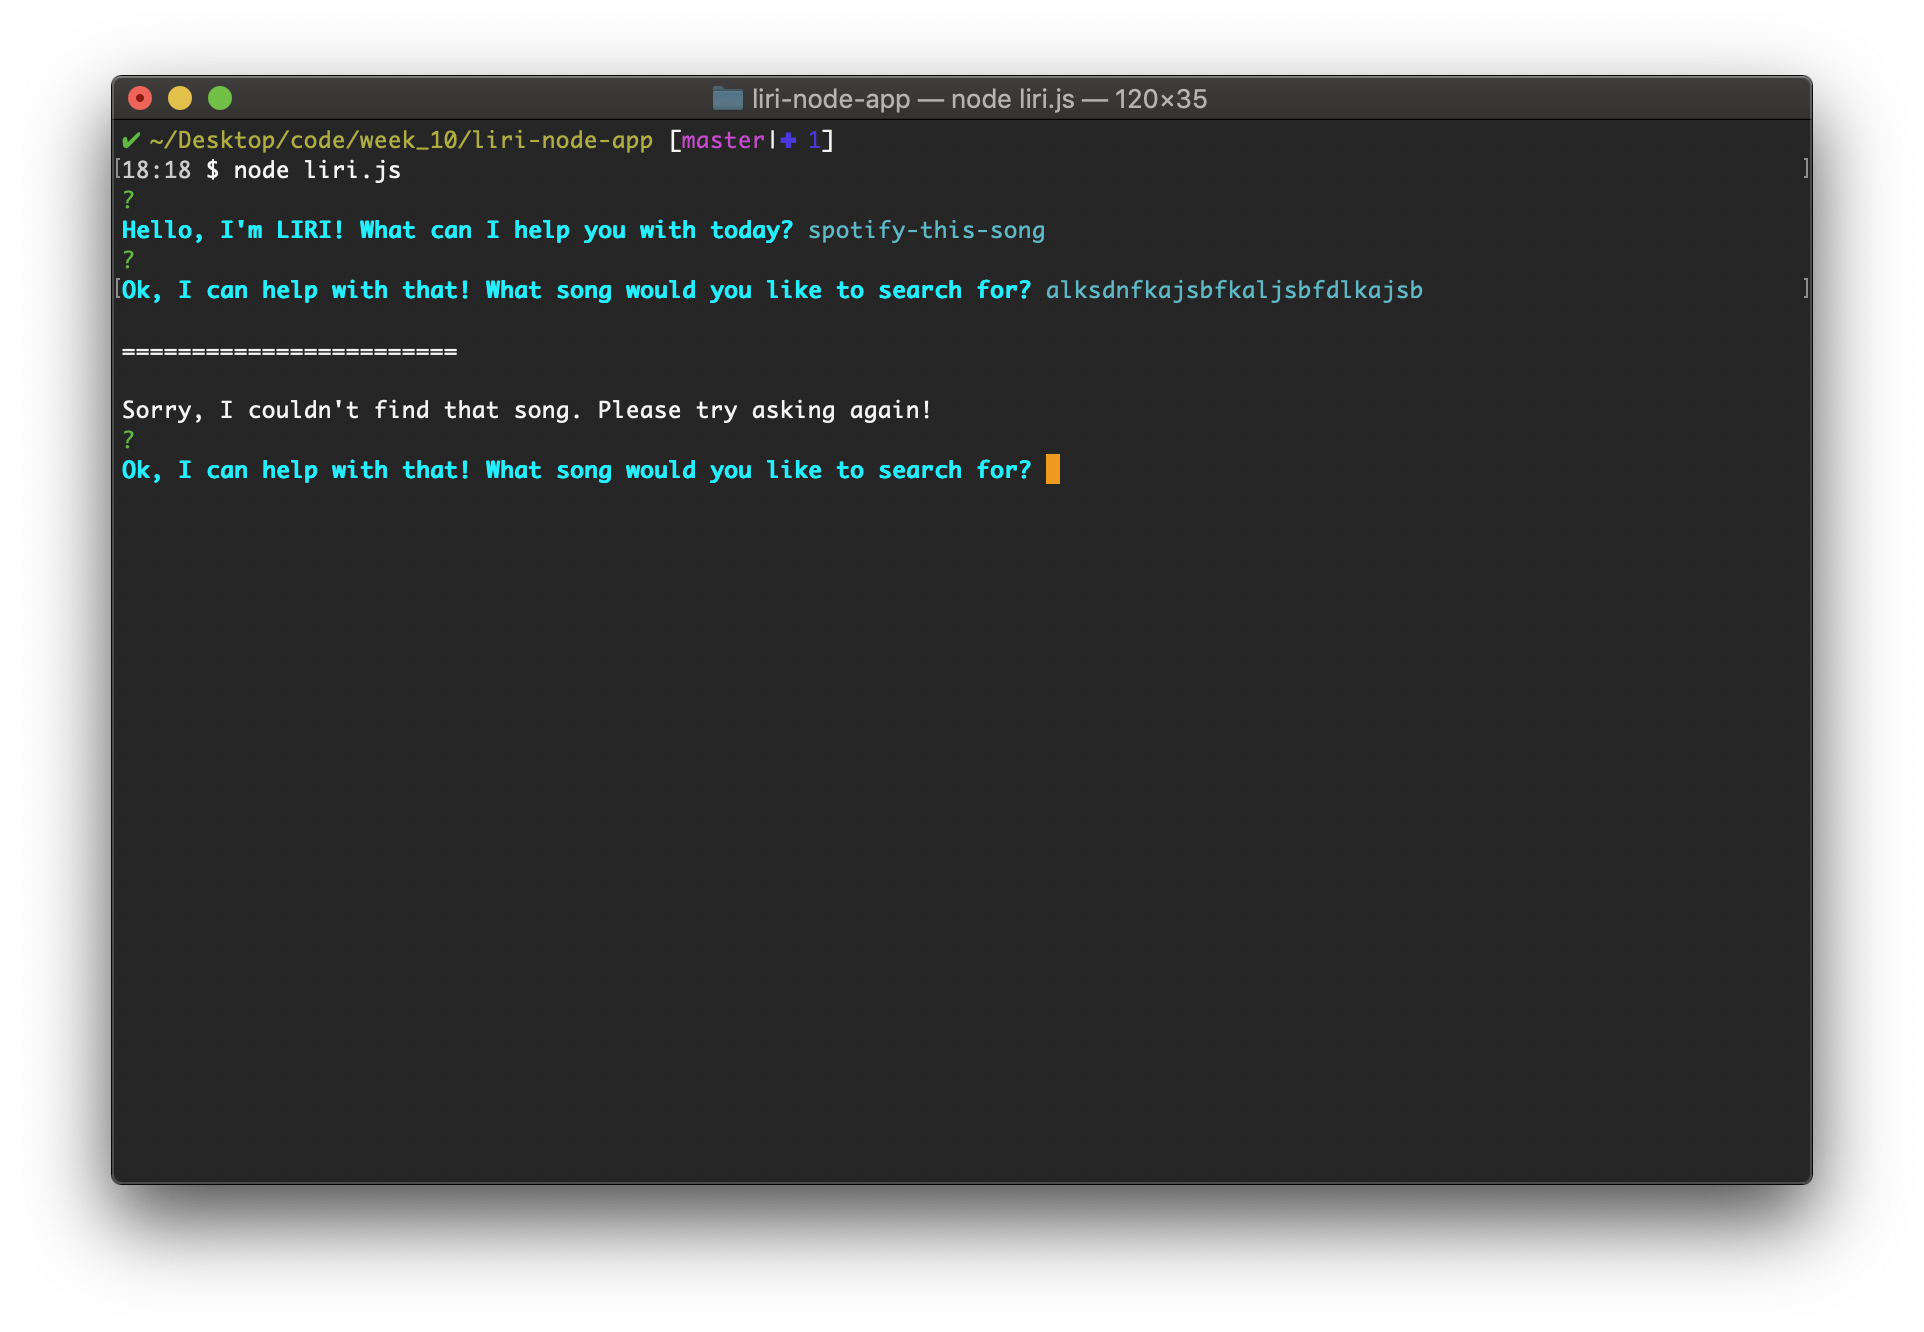 liri-node-app — node liri.js — 120×35
✔ ~/Desktop/code/week_10/liri-node-app [master|✚ 1]
[18:18 $ node liri.js ]
?
Hello, I'm LIRI! What can I help you with today? spotify-this-song
?
[Ok, I can help with that! What song would you like to search for? alksdnfkajsbfkaljsbfdlkajsb ]
========================
Sorry, I couldn't find that song. Please try asking again!
?
Ok, I can help with that! What song would you like to search for?